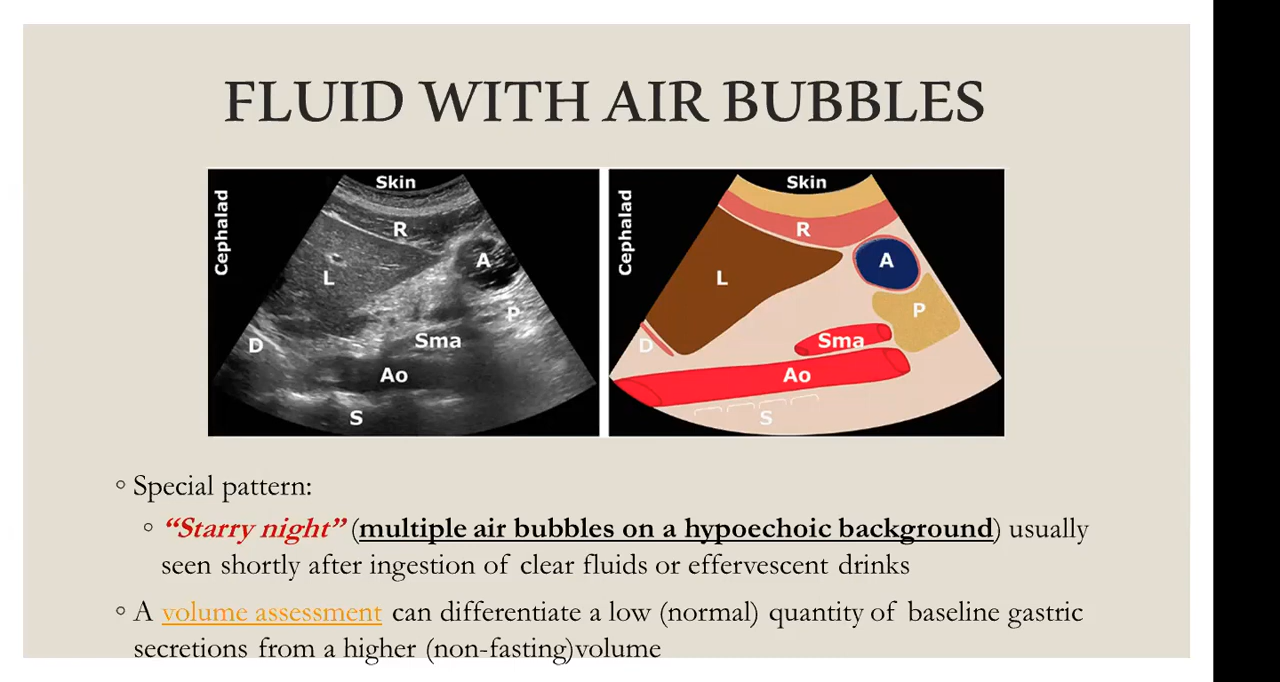 FLUID WITH AIR BUBBLES
Cephalad
Skin
R
L
A
P
D
Sma
Ao
S
Cephalad
Skin
R
L
A
P
D
Sma
Ao
S
Special pattern:
“Starry night” (multiple air bubbles on a hypoechoic background) usually
seen shortly after ingestion of clear fluids or effervescent drinks
A volume assessment can differentiate a low (normal) quantity of baseline gastric
secretions from a higher (non-fasting)volume